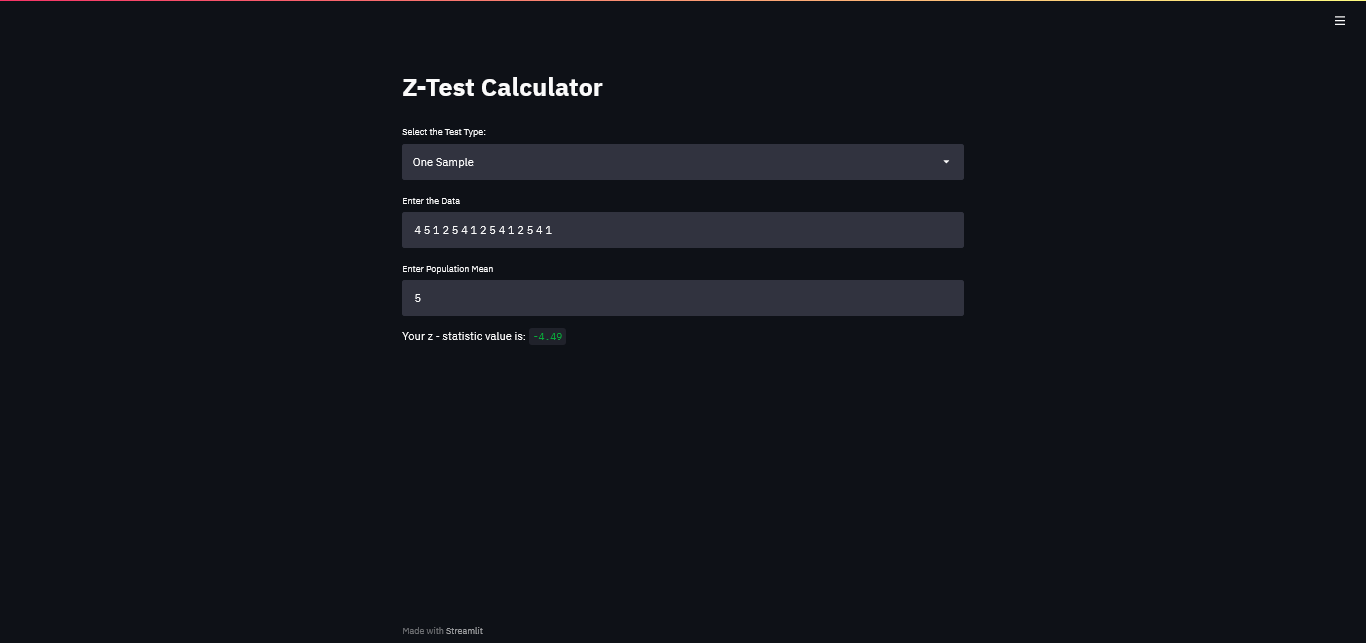 Z-Test Calculator
Select the Test Type:
One Sample
Enter the Data
4 5 1 2 5 4 1 2 5 4 1 2 5 4 1
Enter Population Mean
5
Your z - statistic value is: -4.49
Made with Streamlit